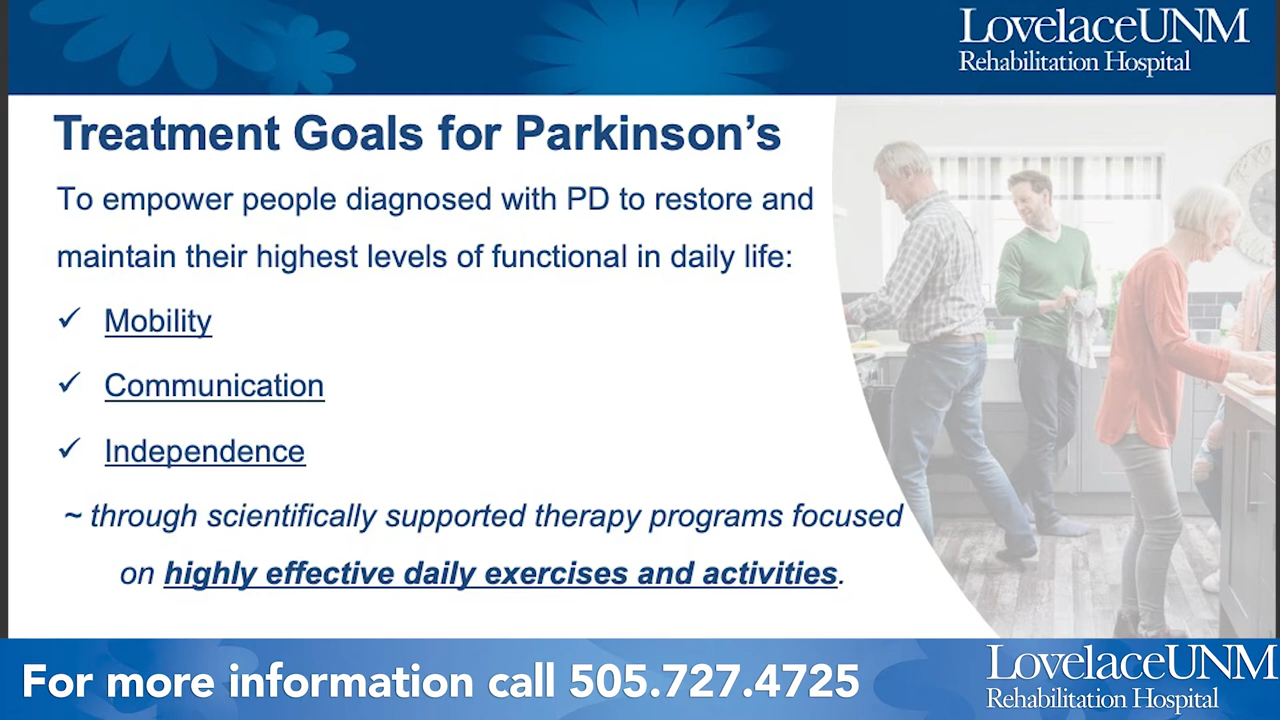 LovelaceUNM
Rehabilitation Hospital
Treatment Goals for Parkinson's
To empower people diagnosed with PD to restore and
maintain their highest levels of functional in daily life:
✓ Mobility
✓ Communication
✓ Independence
~ through scientifically supported therapy programs focused
on highly effective daily exercises and activities.
For more information call 505.727.4725
LovelaceUNM
Rehabilitation Hospital